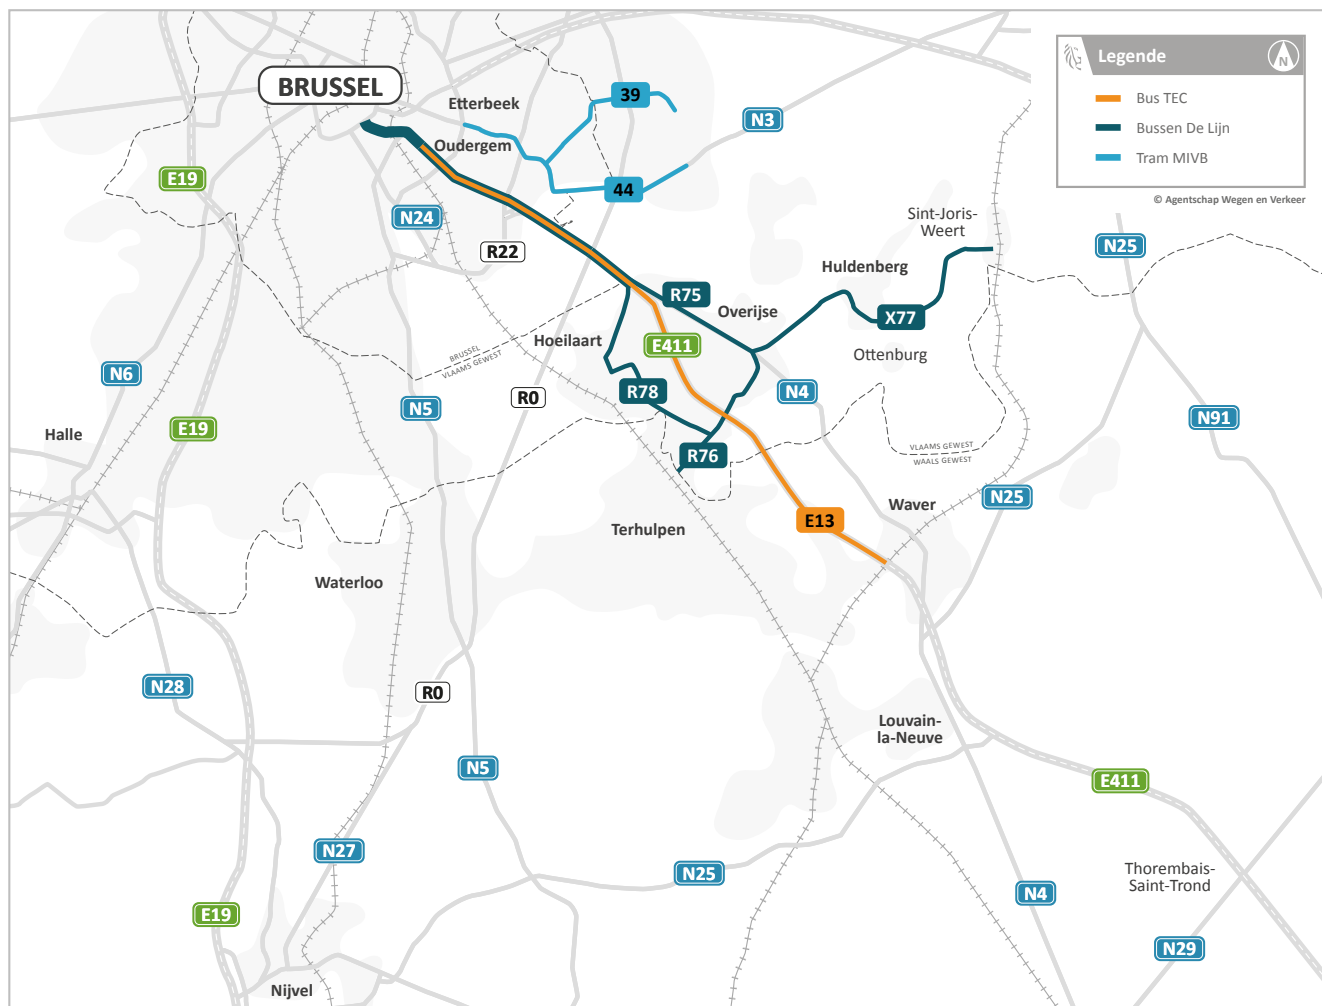 BRUSSEL
Etterbeek
39
Legende
N
Bus TEC
Bussen De Lijn
Tram MIVB
© Agentschap Wegen en Verkeer
N3
Oudergem
E19
44
N24
R22
Sint-Joris-
Weert
N25
Huldenberg
R75
Overijse
X77
Hoeilaart
E411
Ottenburg
BRUSSEL
VLAAMS GEWEST
N6
R78
N4
R0
N5
N91
E19
Halle
R76
VLAAMS GEWEST
WAALS GEWEST
N25
Waver
E13
Terhulpen
Waterloo
N28
R0
Louvain-
la-Neuve
N5
E411
N27
N25
Thorembais-
Saint-Trond
N4
E19
N29
Nijvel